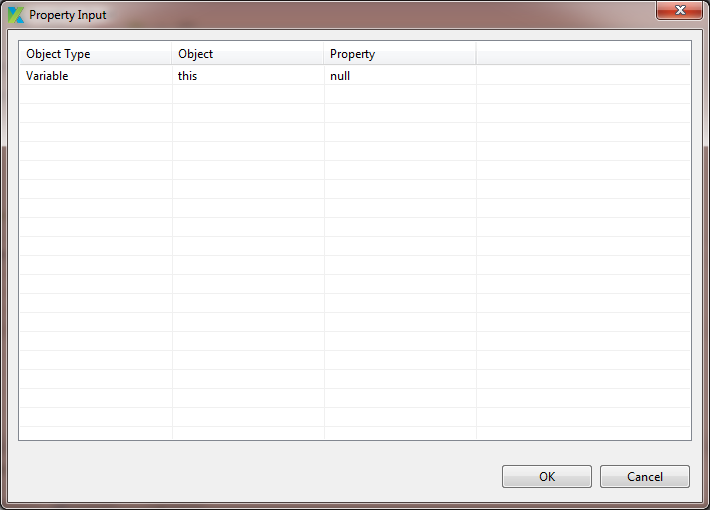 Property Input
Object Type Object Property
Variable this null
OK Cancel